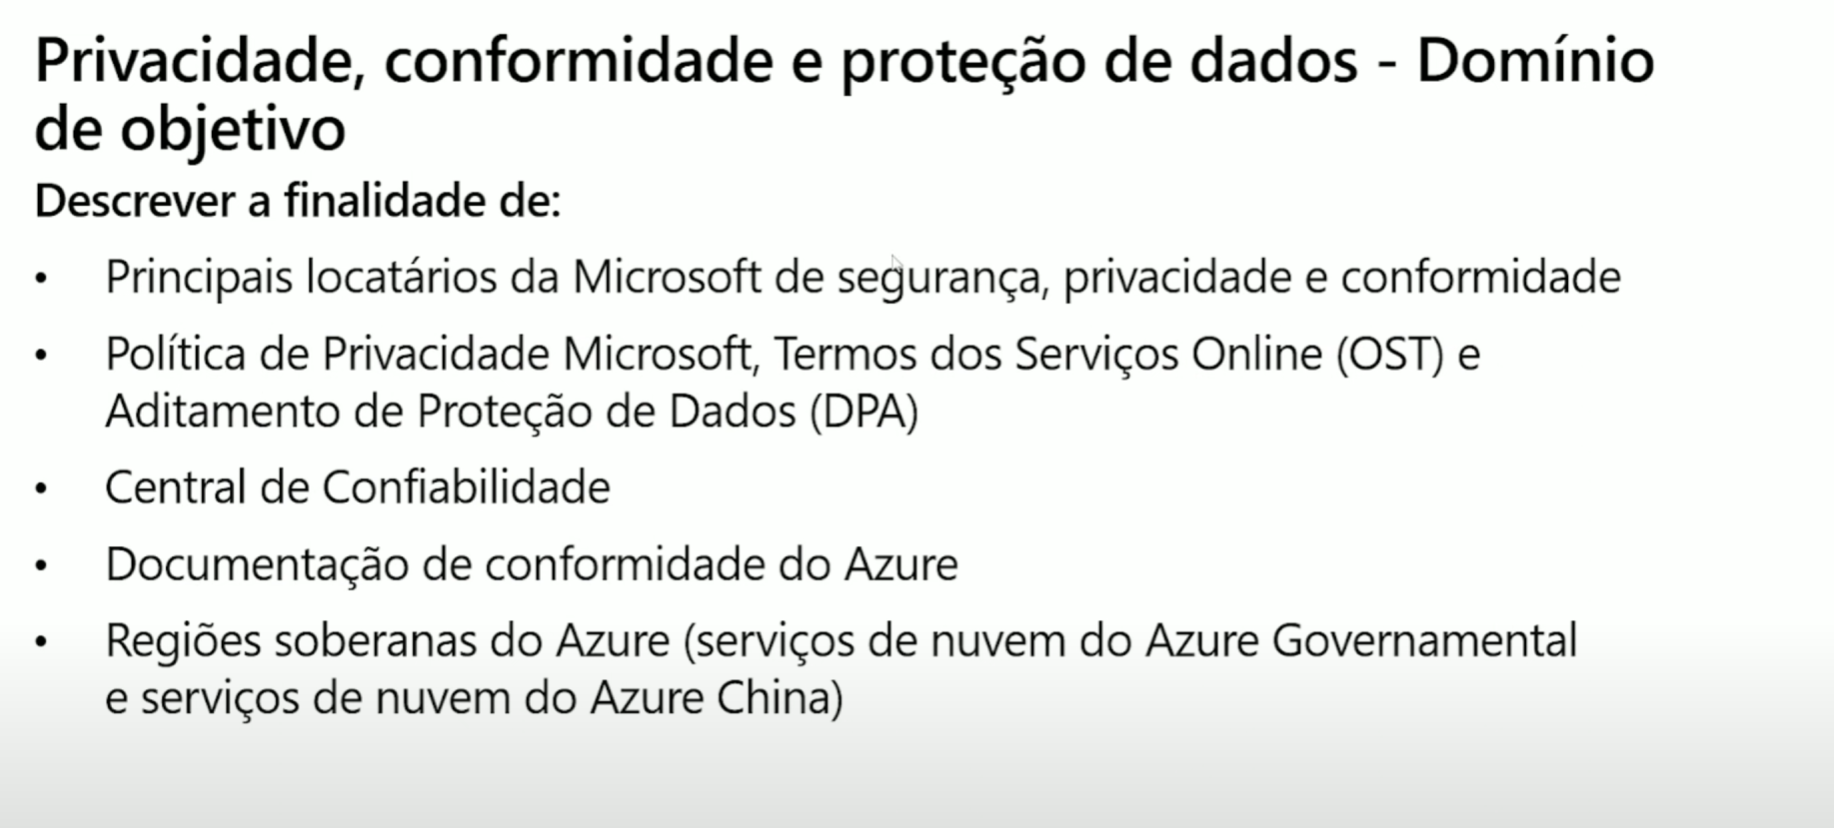 Privacidade, conformidade e proteção de dados - Domínio
de objetivo
Descrever a finalidade de:
• Principais locatários da Microsoft de segurança, privacidade e conformidade
• Política de Privacidade Microsoft, Termos dos Serviços Online (OST) e
Aditamento de Proteção de Dados (DPA)
• Central de Confiabilidade
• Documentação de conformidade do Azure
• Regiões soberanas do Azure (serviços de nuvem do Azure Governamental
e serviços de nuvem do Azure China)